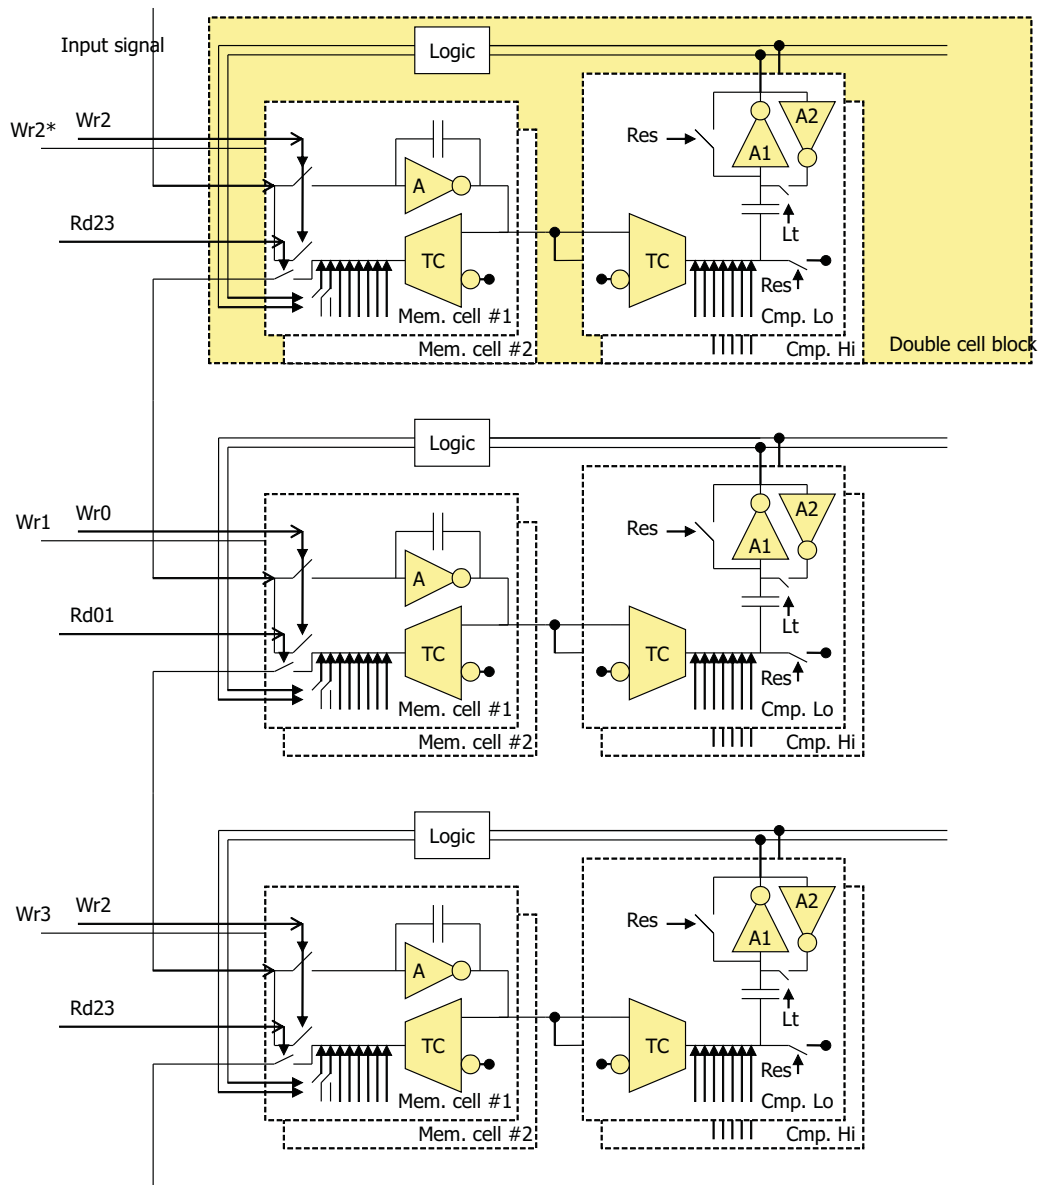 Input signal
Logic
Wr2
Wr2*
A2
Res
A1
A
Rd23
Lt
TC
TC
Res
Mem. cell #1
Cmp. Lo
Mem. cell #2
Cmp. Hi
Double cell block
Logic
Wr0
Wr1
A2
Res
A1
A
Rd01
Lt
TC
TC
Res
Mem. cell #1
Cmp. Lo
Mem. cell #2
Cmp. Hi
Logic
Wr2
Wr3
A2
Res
A1
A
Rd23
Lt
TC
TC
Res
Mem. cell #1
Cmp. Lo
Mem. cell #2
Cmp. Hi